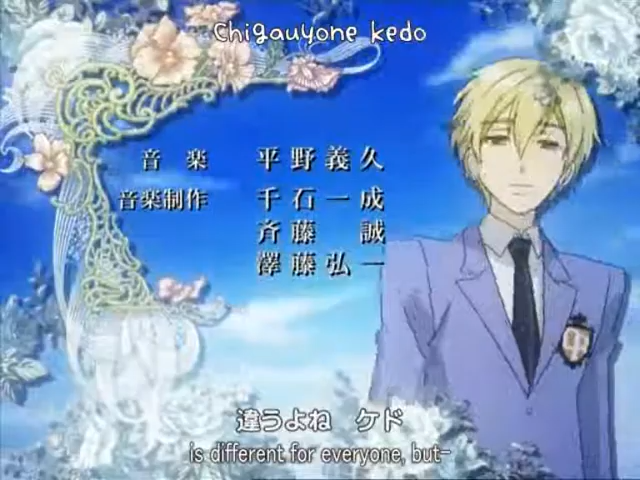 Chigauyone kedo
音楽 平野義久
音楽制作 千石一成
斉藤 誠
澤藤弘一
違うよね ケド
is different for everyone, but-